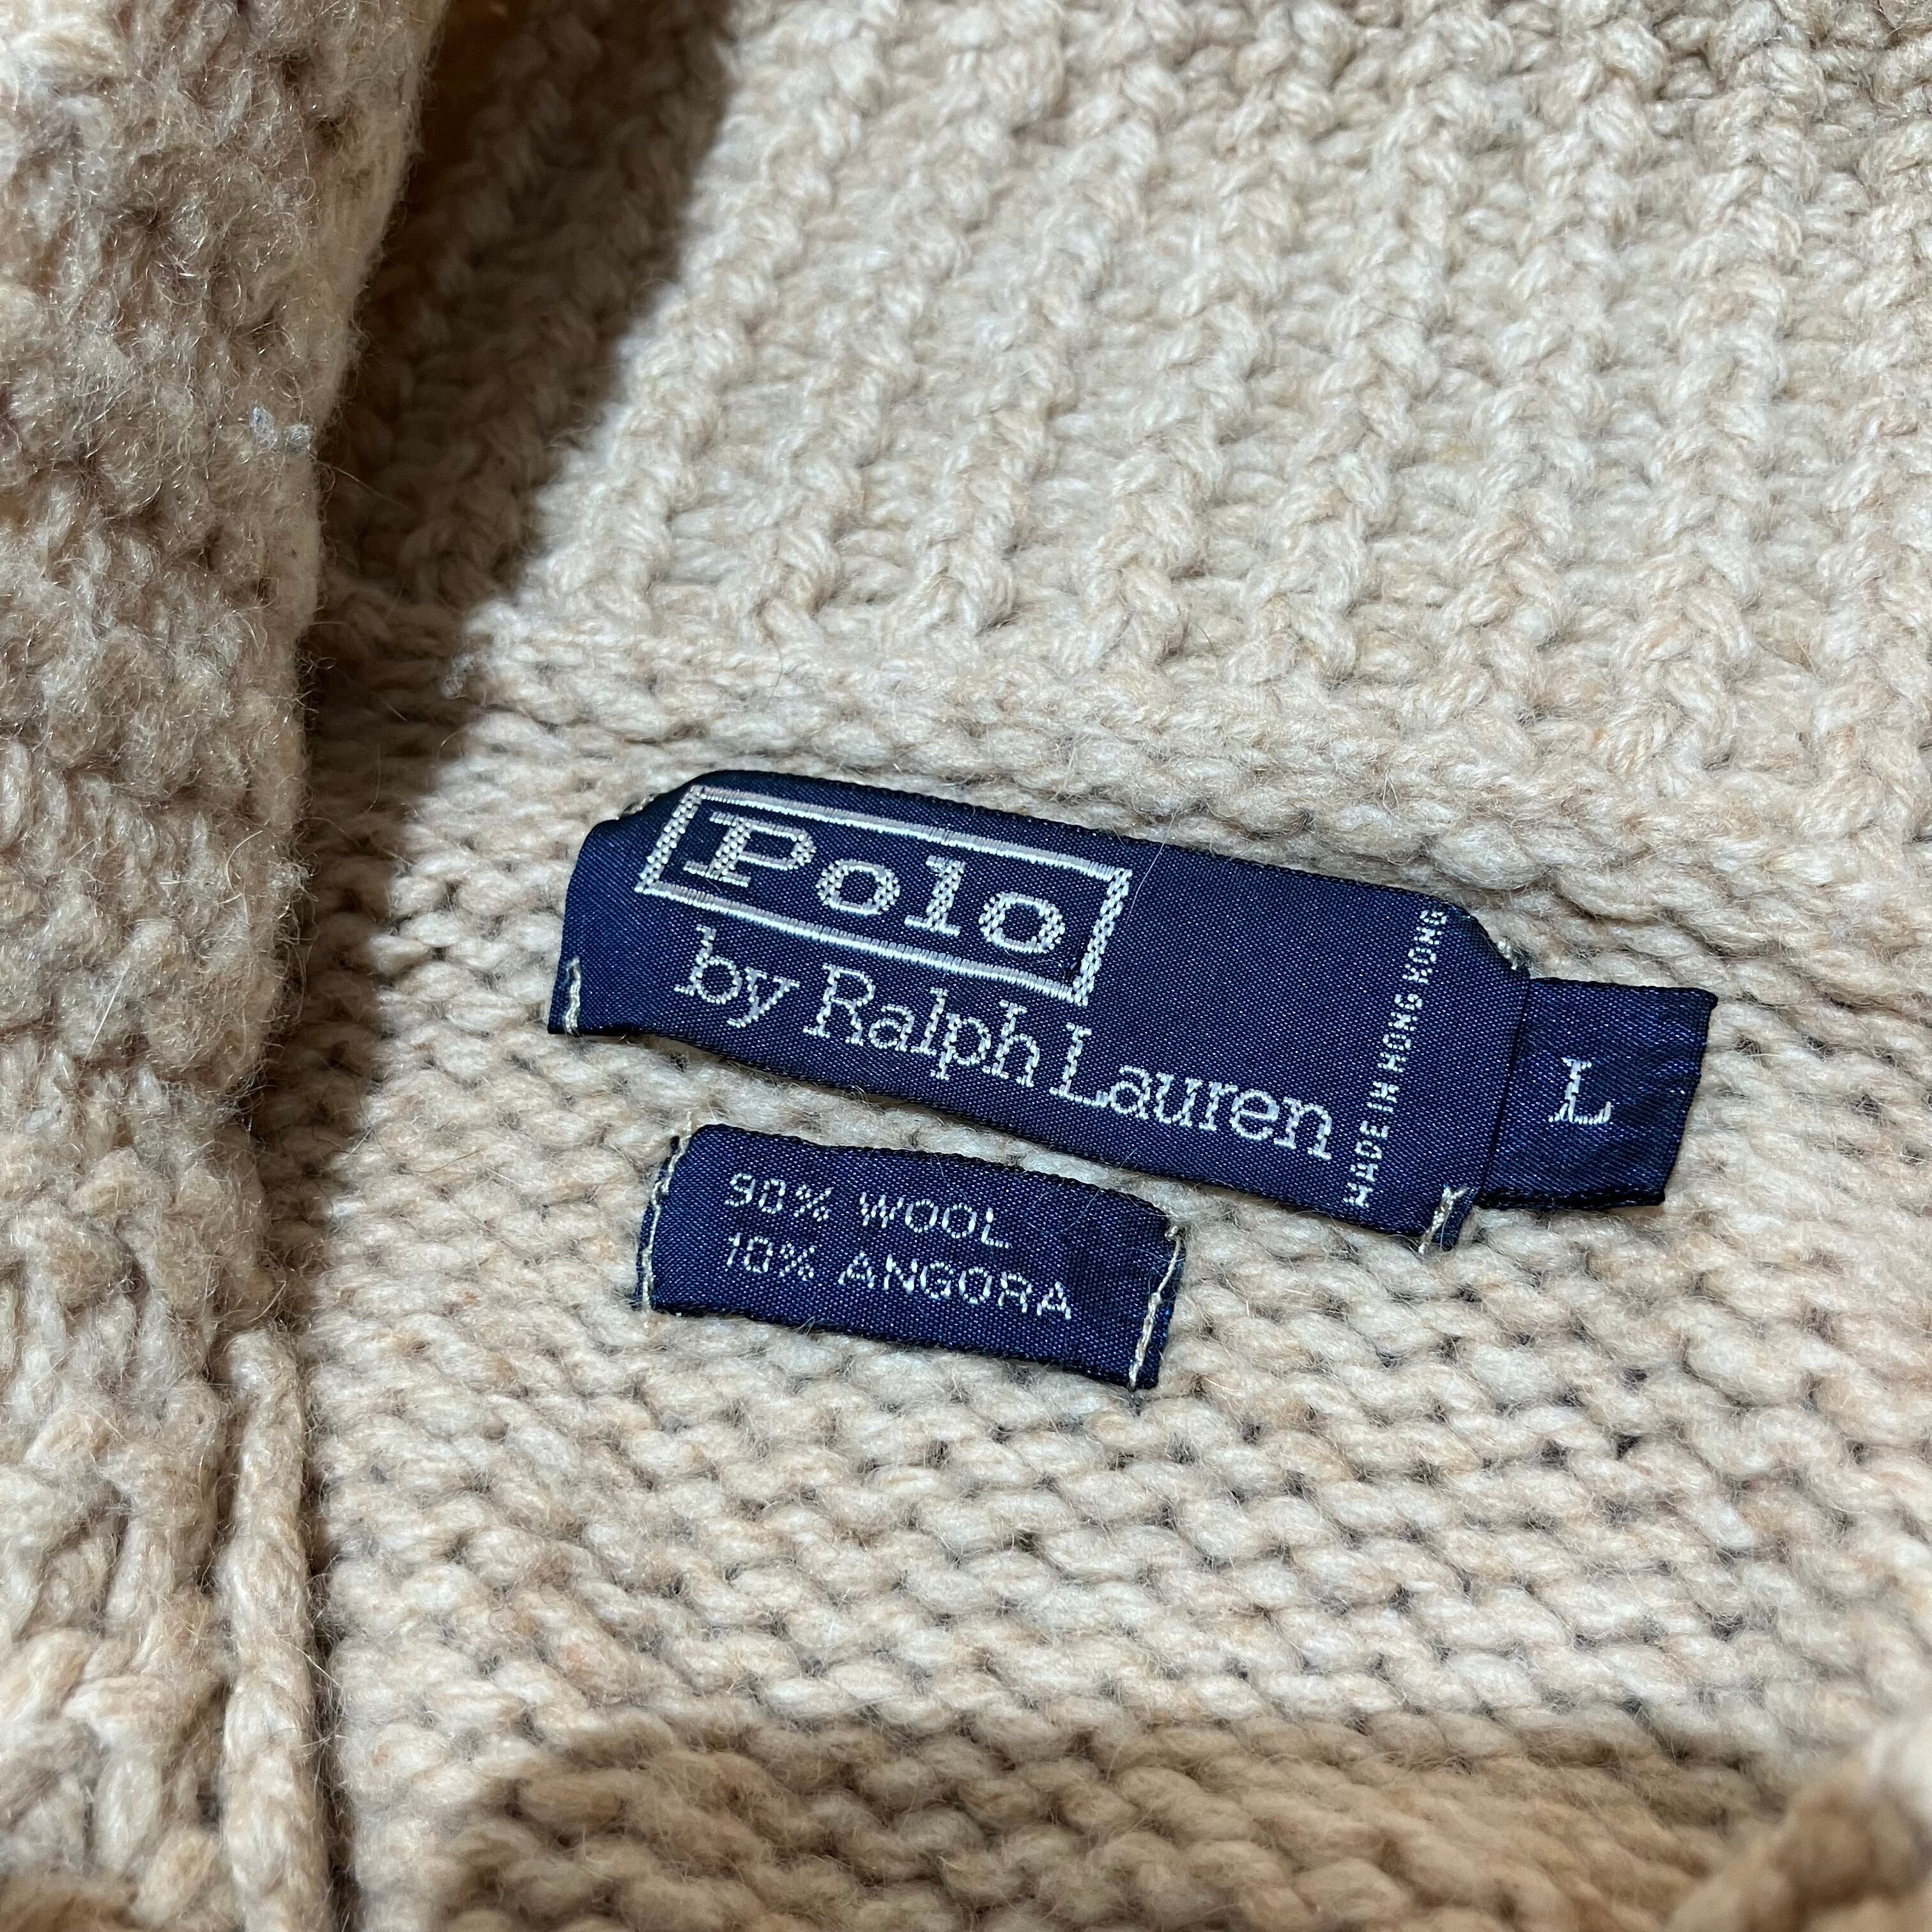 Polo
by Ralph Lauren
MADE IN HONG KONG
L
90% WOOL
10% ANGORA